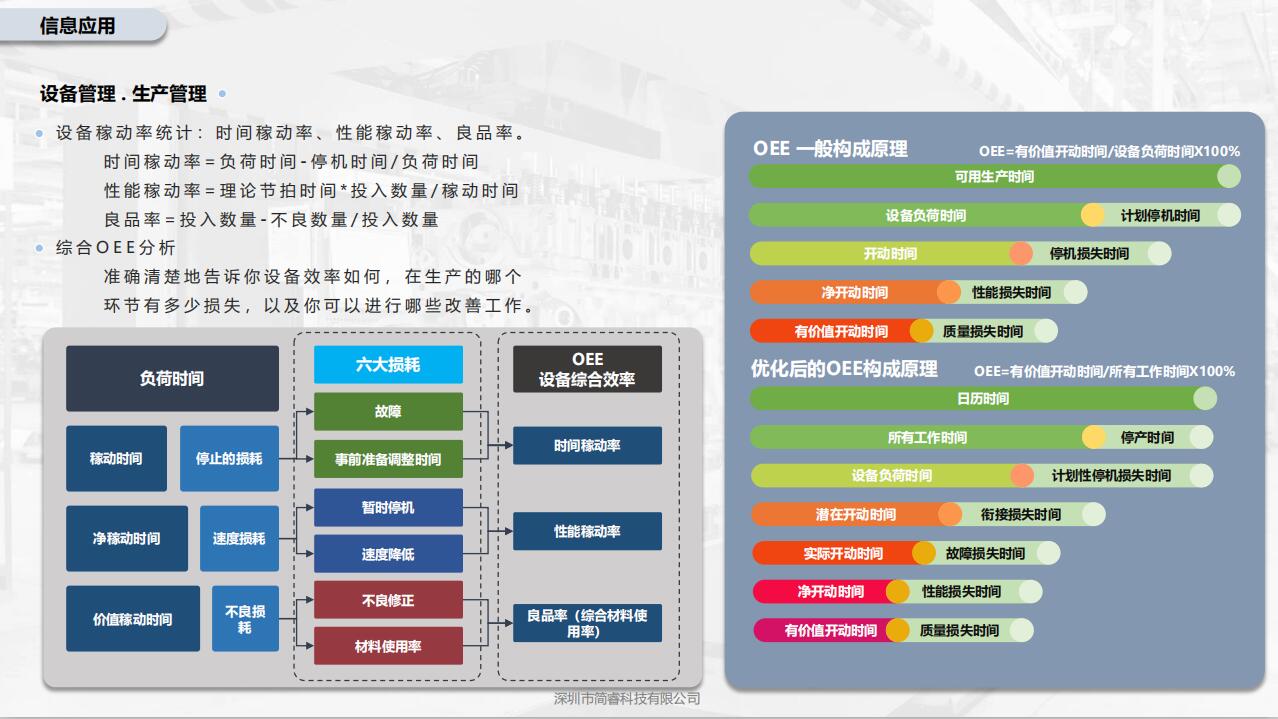 信息应用
设备管理 . 生产管理
设备稼动率统计：时间稼动率、性能稼动率、良品率。
时间稼动率=负荷时间-停机时间/负荷时间
性能稼动率=理论节拍时间*投入数量/稼动时间
良品率=投入数量-不良数量/投入数量
综合OEE分析
准确清楚地告诉你设备效率如何，在生产的哪个
环节有多少损失，以及你可以进行哪些改善工作。
负荷时间
稼动时间
停止的损耗
净稼动时间
速度损耗
价值稼动时间
不良损
耗
六大损耗
故障
事前准备调整时间
暂时停机
速度降低
不良修正
材料使用率
OEE
设备综合效率
时间稼动率
性能稼动率
良品率（综合材料使
用率）
OEE 一般构成原理
OEE=有价值开动时间/设备负荷时间X100%
可用生产时间
设备负荷时间
计划停机时间
开动时间
停机损失时间
净开动时间
性能损失时间
有价值开动时间
质量损失时间
优化后的OEE构成原理
OEE=有价值开动时间/所有工作时间X100%
日历时间
所有工作时间
停产时间
设备负荷时间
计划性停机损失时间
潜在开动时间
衔接损失时间
实际开动时间
故障损失时间
净开动时间
性能损失时间
有价值开动时间
质量损失时间
深圳市简睿科技有限公司